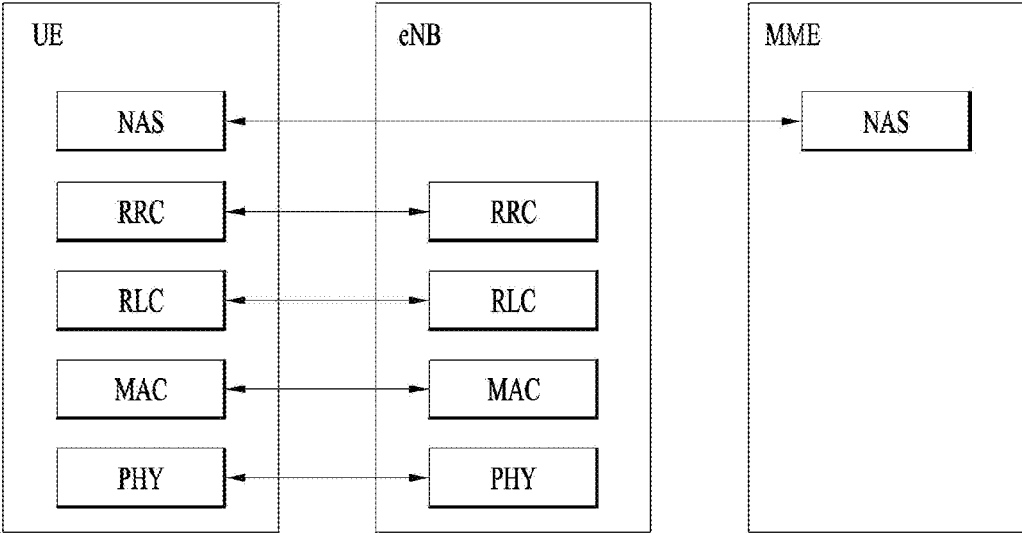 UE eNB MME
NAS NAS
RRC RRC
RLC RLC
MAC MAC
PHY PHY